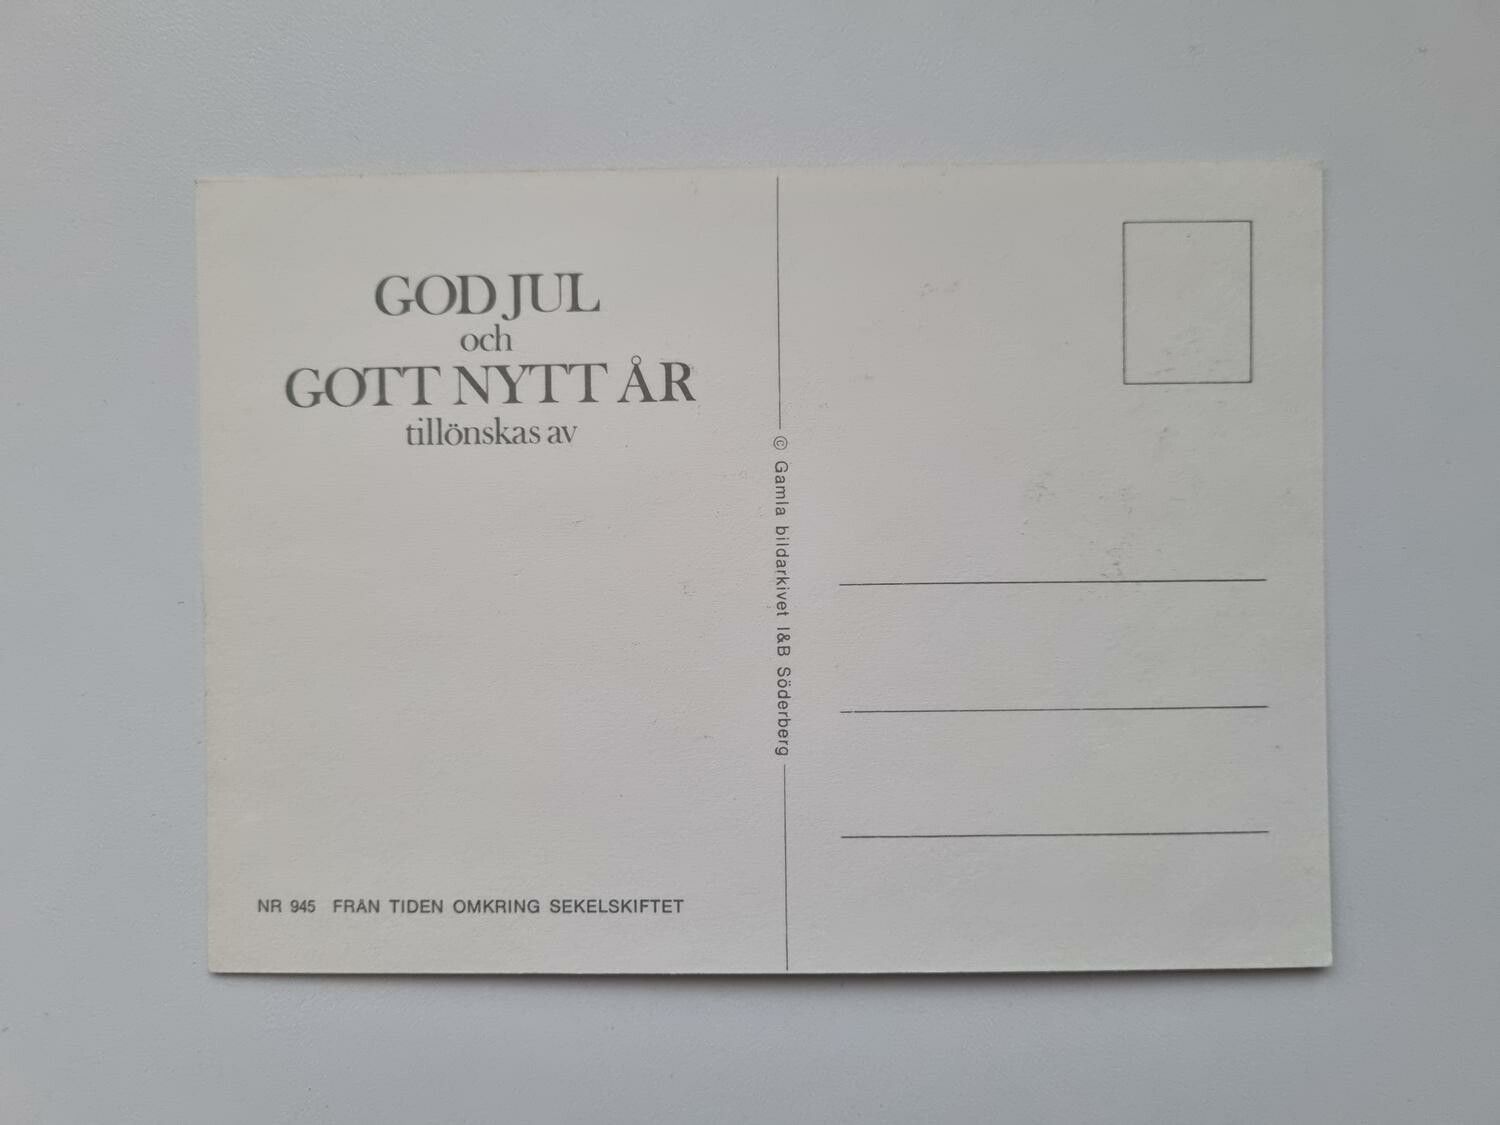 GOD JUL
och
GOTT NYTT ÅR
tillönskas av
NR 945 FRÅN TIDEN OMKRING SEKELSKIFTET
© Gamla bildarkivet I&B Söderberg